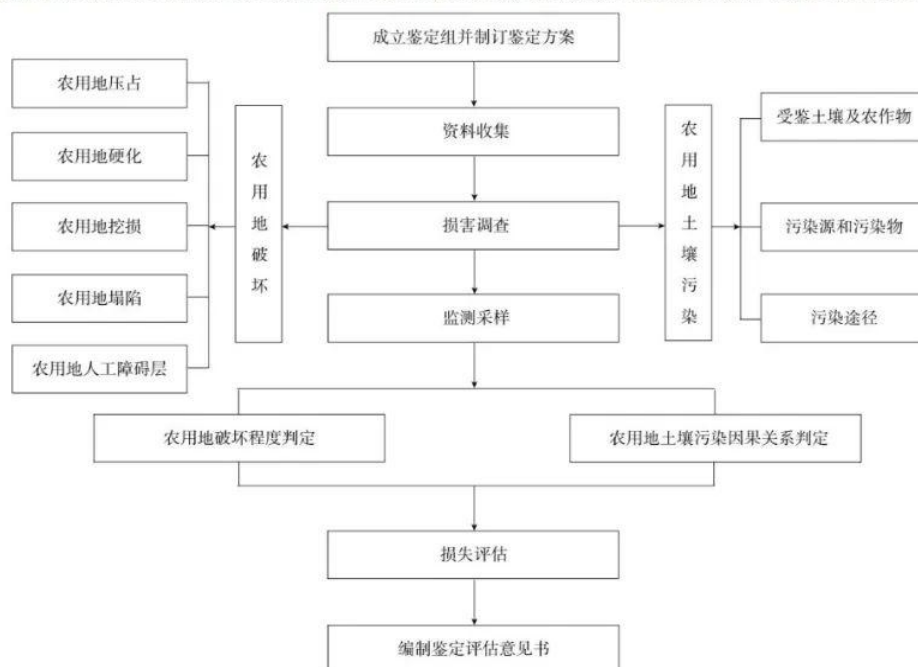 成立鉴定组并制订鉴定方案
资料收集
损害调查
监测采样
农用地破坏
农用地压占
农用地硬化
农用地挖损
农用地塌陷
农用地人工障碍层
农用地土壤污染
受鉴土壤及农作物
污染源和污染物
污染途径
农用地破坏程度判定
农用地土壤污染因果关系判定
损失评估
编制鉴定评估意见书